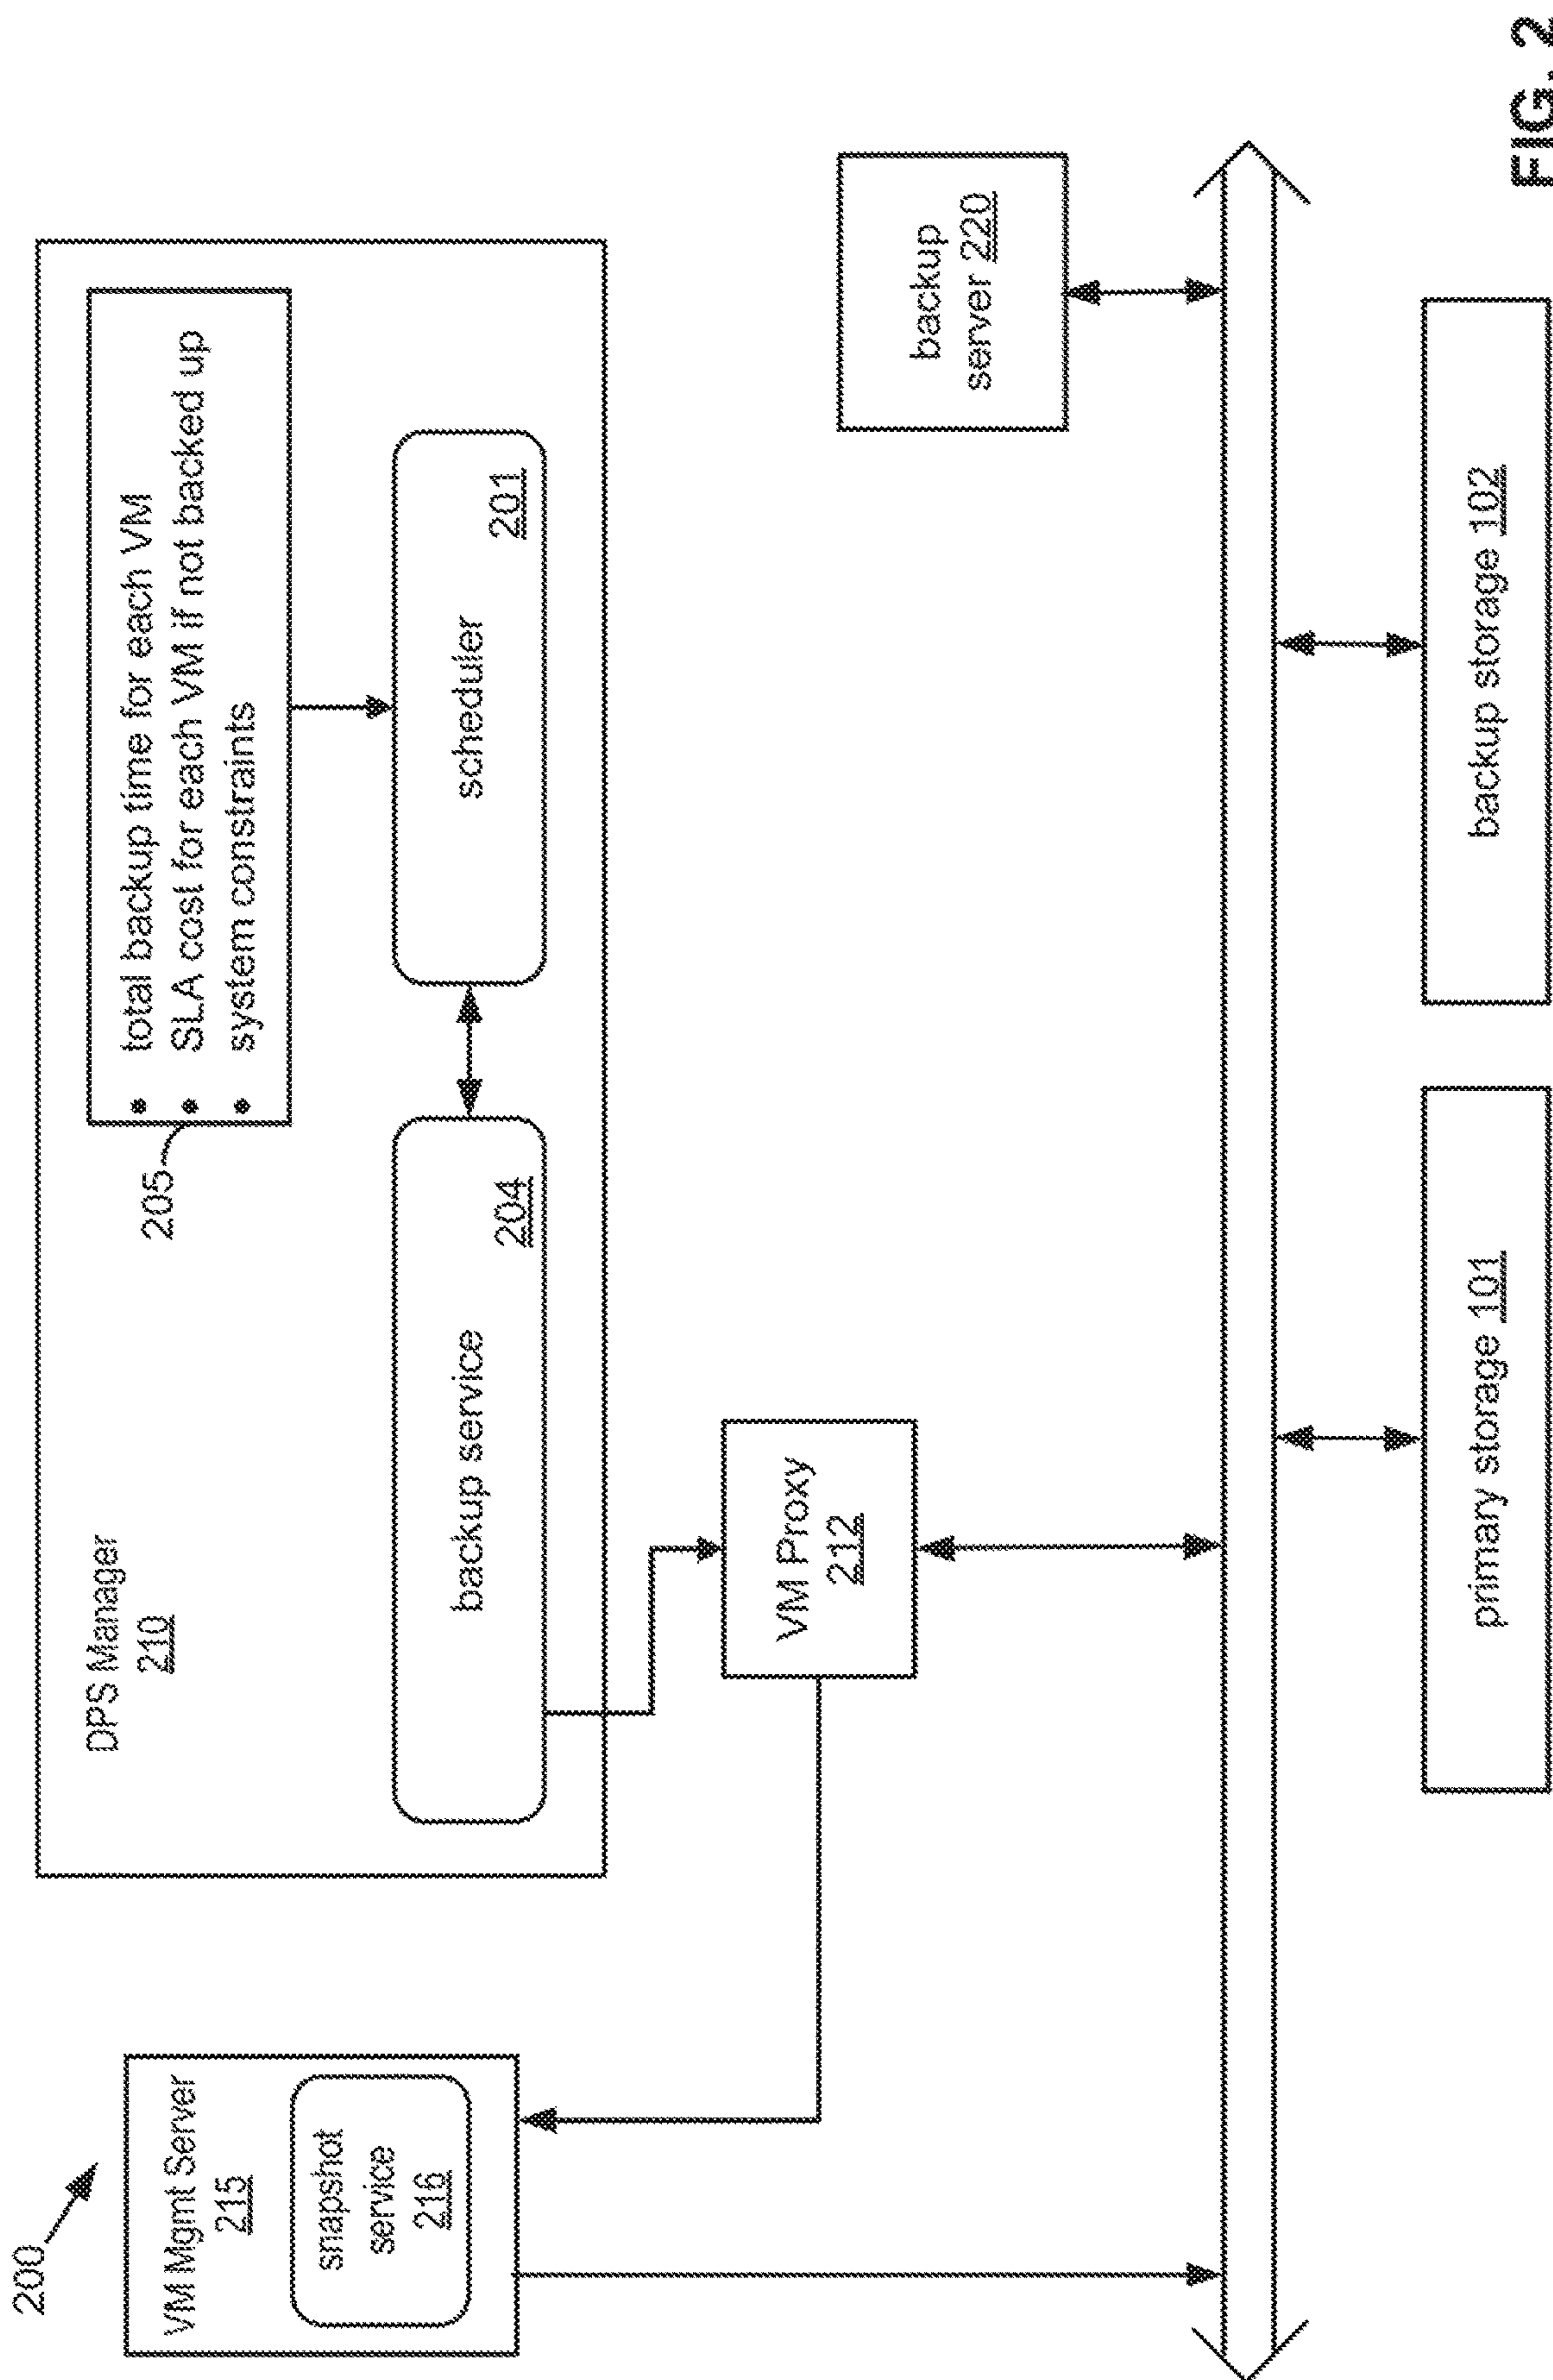 200
VM Mgmt Server
215
snapshot
service
216
DPS Manager
210
205
• total backup time for each VM
• SLA cost for each VM if not backed up
• system constraints
backup service
204
scheduler
201
VM Proxy
212
backup
server 220
primary storage 101
backup storage 102
FIG. 2